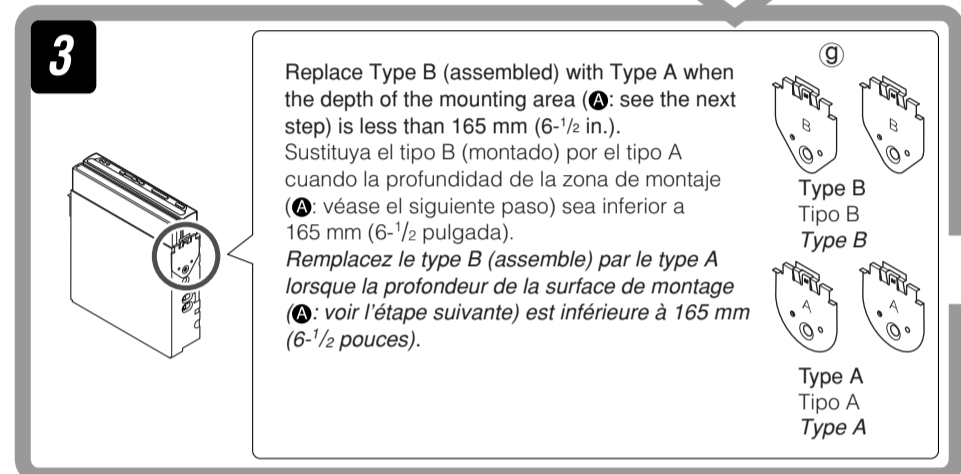 3
Replace Type B (assembled) with Type A when
the depth of the mounting area (Ⓐ: see the next
step) is less than 165 mm (6-1/2 in.).
Sustituya el tipo B (montado) por el tipo A
cuando la profundidad de la zona de montaje
(Ⓐ: véase el siguiente paso) sea inferior a
165 mm (6-1/2 pulgada).
Remplacez le type B (assemble) par le type A
lorsque la profondeur de la surface de montage
(Ⓐ: voir l'étape suivante) est inférieure à 165 mm
(6-1/2 pouces).
ⓖ
B B
Type B
Tipo B
Type B
A A
Type A
Tipo A
Type A